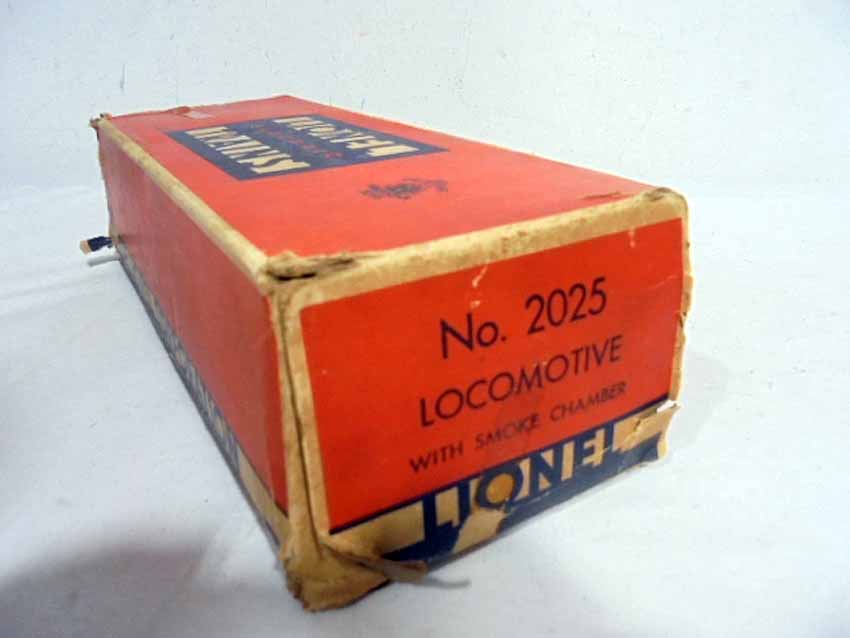 No. 2025
LOCOMOTIVE
WITH SMOKE CHAMBER
LIONEL